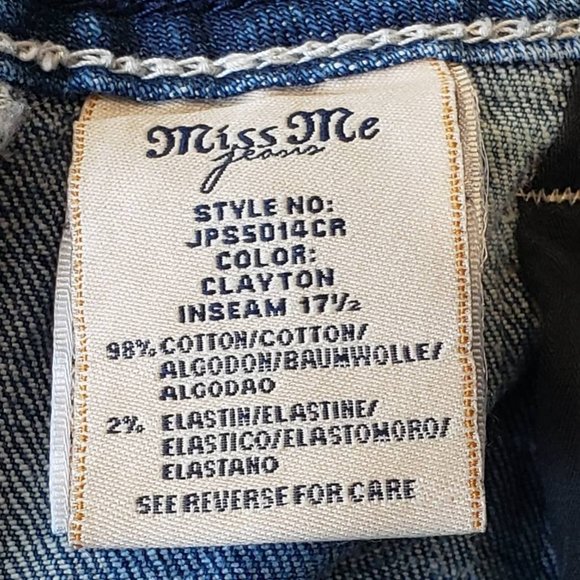 Miss Me
jeans
STYLE NO:
JP55014CR
COLOR:
CLAYTON
INSEAM 17½
98% COTTON/COTTON/
ALGODON/BAUMWOLLE/
ALGODAO
2% ELASTIN/ELASTINE/
ELASTICO/ELASTOMORO/
ELASTANO
SEE REVERSE FOR CARE